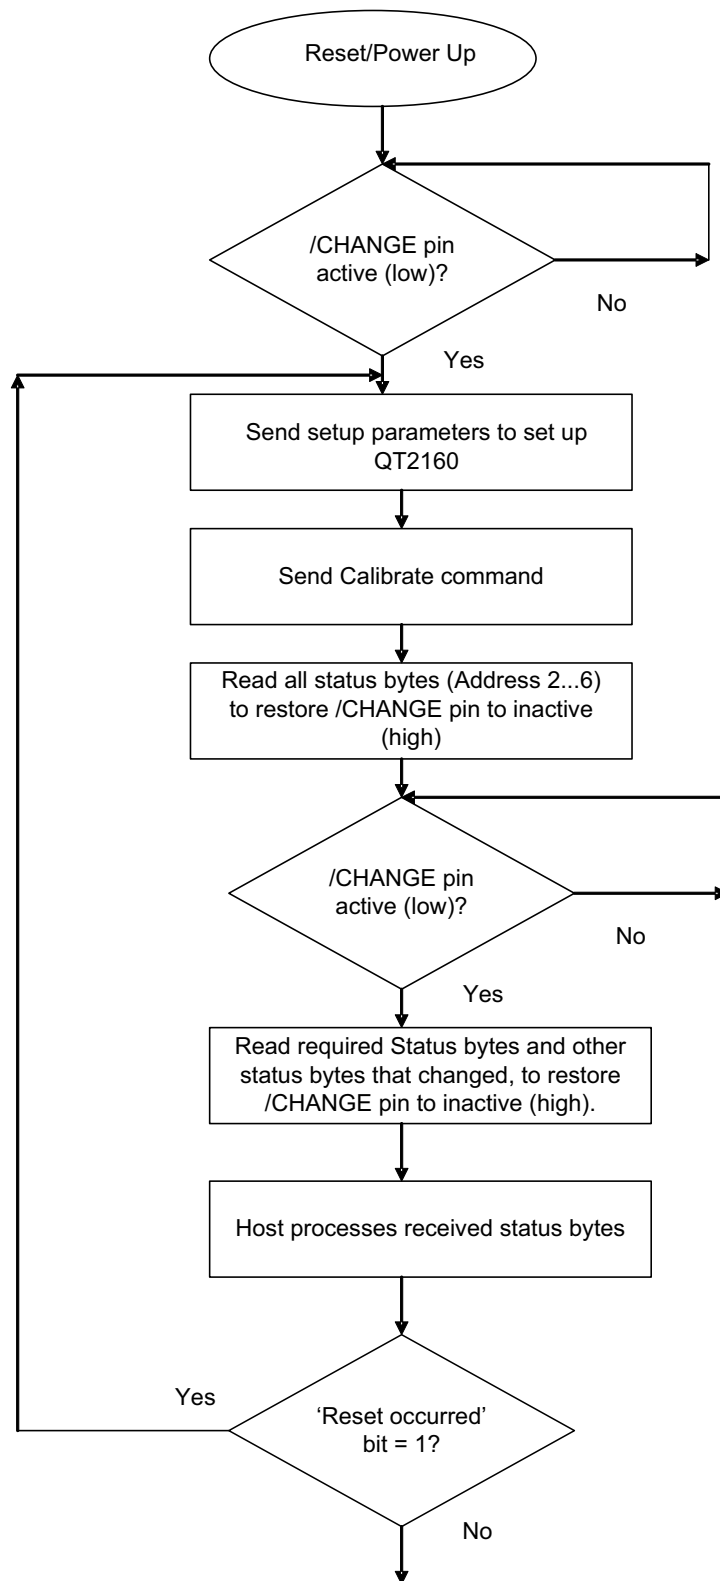 Reset/Power Up
/CHANGE pin
active (low)?
No
Yes
Send setup parameters to set up
QT2160
Send Calibrate command
Read all status bytes (Address 2...6)
to restore /CHANGE pin to inactive
(high)
/CHANGE pin
active (low)?
No
Yes
Read required Status bytes and other
status bytes that changed, to restore
/CHANGE pin to inactive (high).
Host processes received status bytes
Yes
‘Reset occurred’
bit = 1?
No